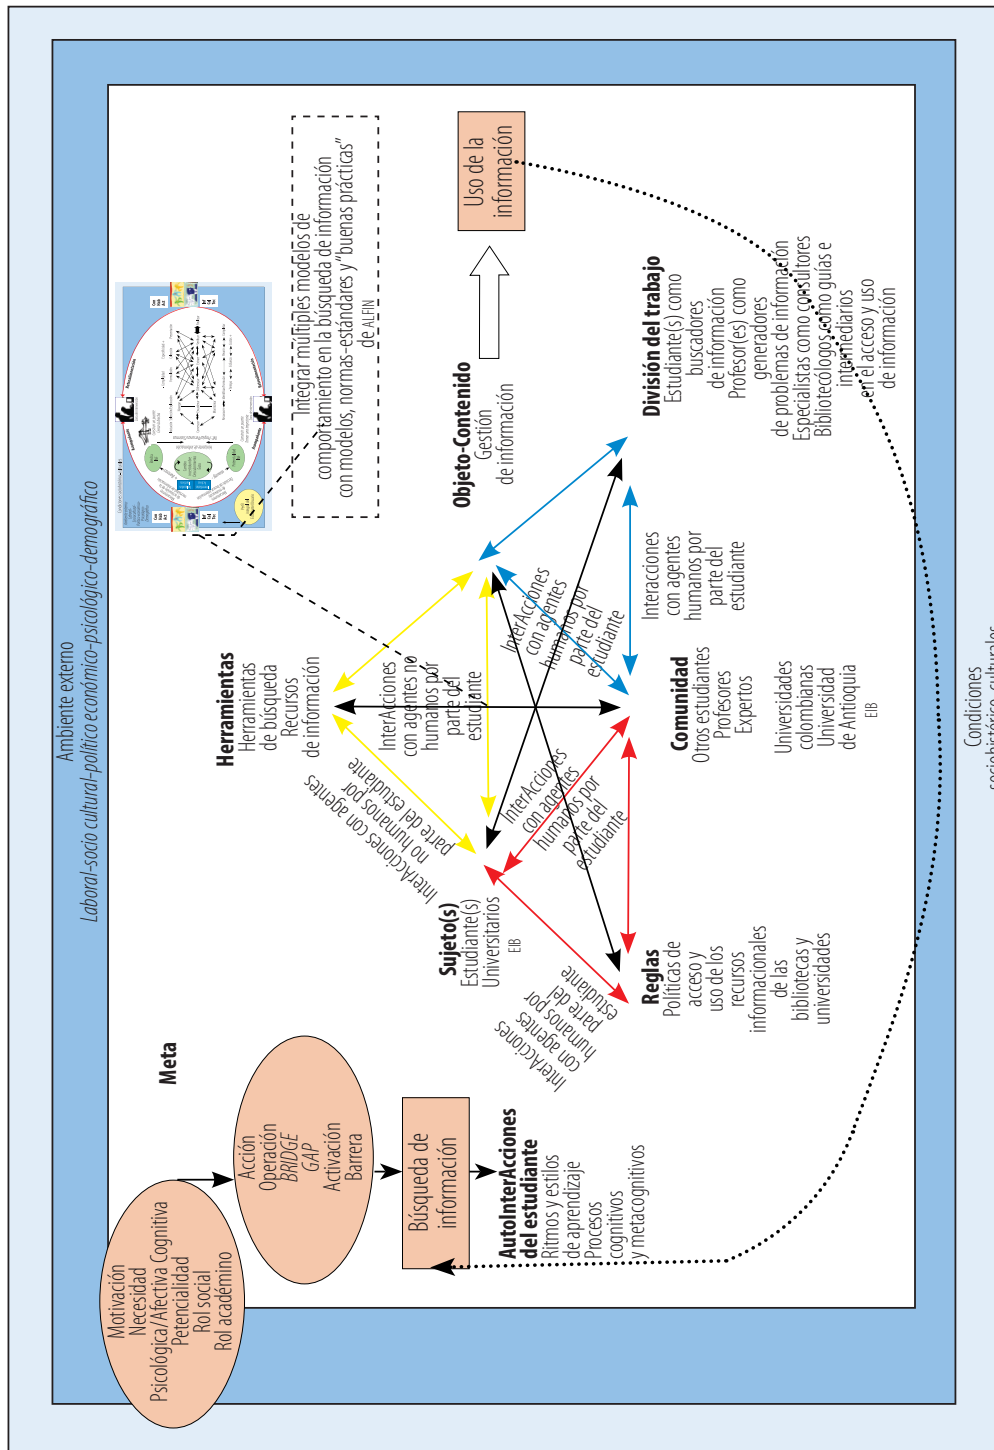 Ambiente externo
Laboral-socio cultural-político económico-psicológico-demográfico
Motivación
Necesidad
Psicológica/Afectiva Cognitiva
Petencialidad
Rol social
Rol académino
Meta
Acción
Operación
BRIDGE
GAP
Activación
Barrera
Búsqueda de
información
AutoInterAcciones
del estudiante
Ritmos y estilos
de aprendizaje
Procesos
cognitivos
y metacognitivos
Herramientas
Herramientas
de búsqueda
Recursos
de información
Integrar múltiples modelos de
comportamiento en la búsqueda de información
con modelos, normas-estándares y "buenas prácticas"
de ALFIN
InterAcciones con agentes
no humanos por
parte del estudiante
InterAcciones
con agentes no
humanos por
parte del
estudiante
Sujeto(s)
Estudiante(s)
Universitarios
EIB
Objeto-Contenido
Gestión
de información
Uso de la
información
InterAcciones
con agentes
humanos por
parte del
estudiante
InterAcciones
con agentes
humanos por
parte del
estudiante
InterAcciones
con agentes
humanos por
parte del
estudiante
Interacciones
con agentes
humanos por
parte del
estudiante
Reglas
Políticas de
acceso y
uso de los
recursos
informacionales
de las
bibliotecas y
universidades
Comunidad
Otros estudiantes
Profesores
Expertos
Universidades
colombianas
Universidad
de Antioquia
EIB
División del trabajo
Estudiante(s) como
buscadores
de información
Profesor(es) como
generadores
de problemas de información
Especialistas como consultores
Bibliotecólogos como guías e
intermediarios
en el acceso y uso
de información
Condiciones
sociohistórico-culturales